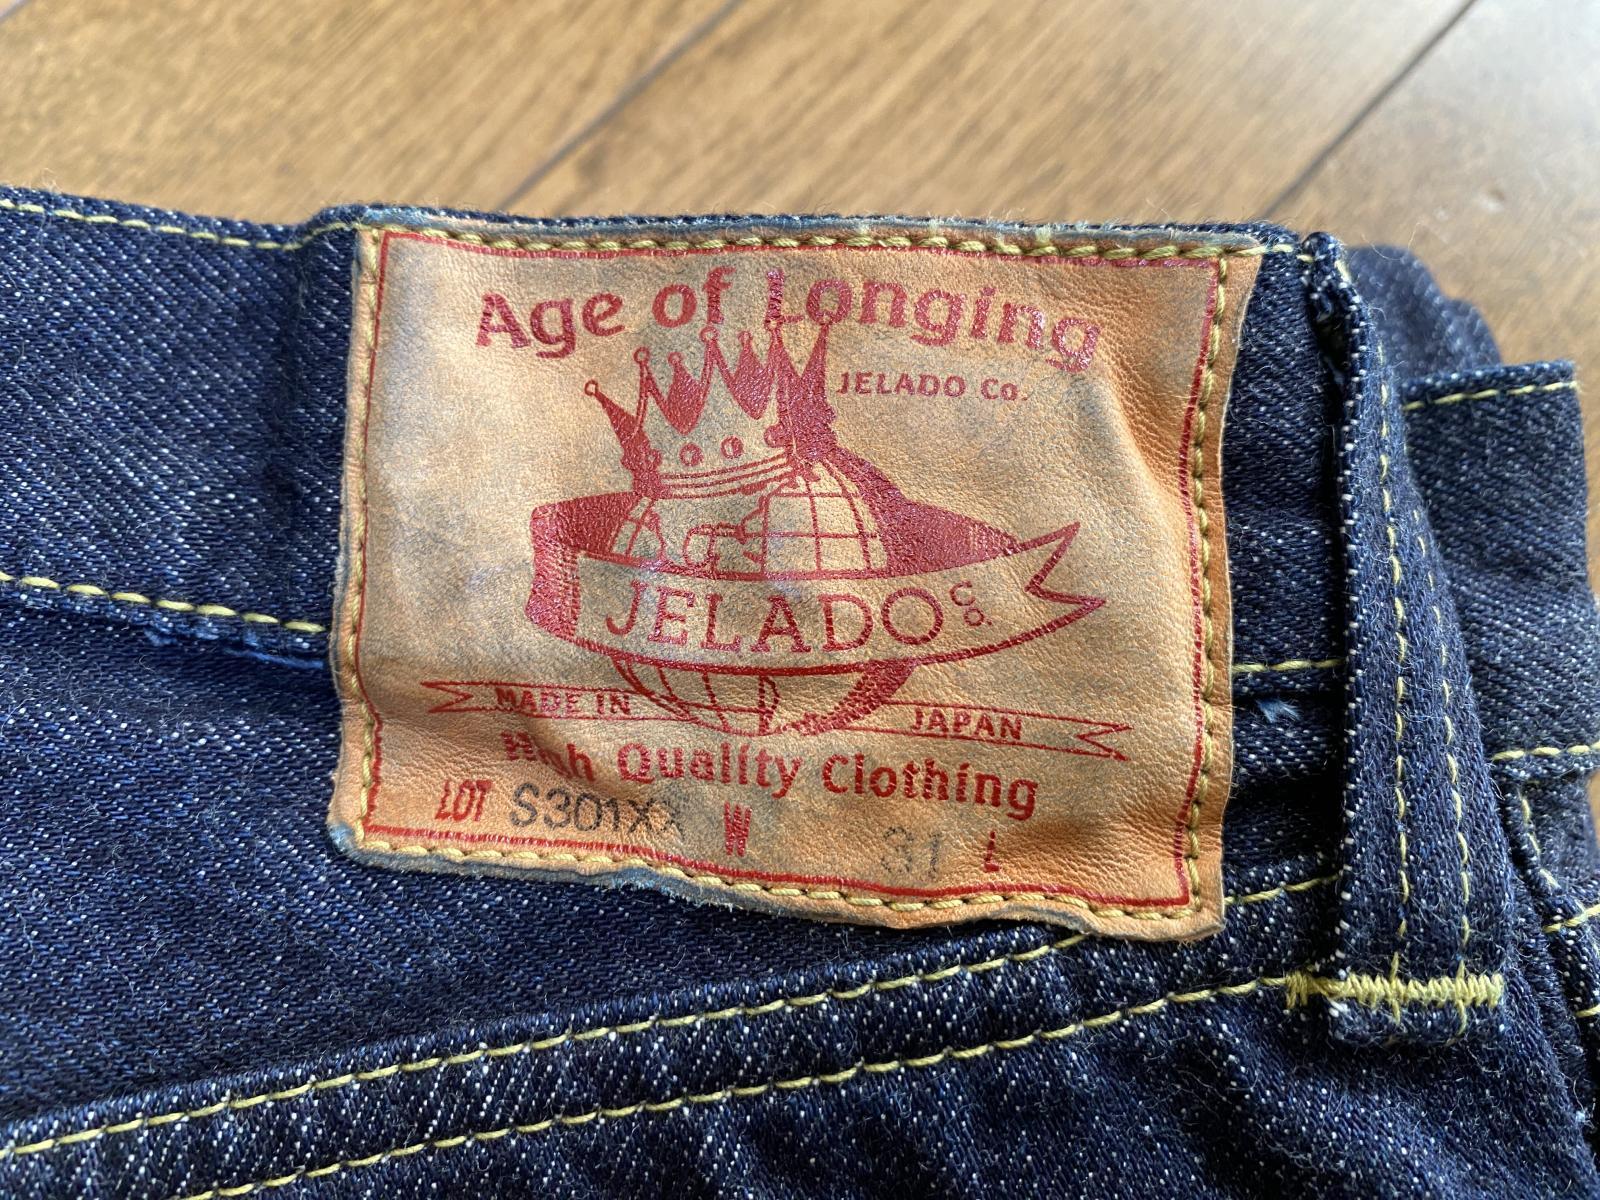 Age of Longing
JELADO Co.
JELADO Co.
MADE IN JAPAN
High Quality Clothing
LOT S301XX W 31 L